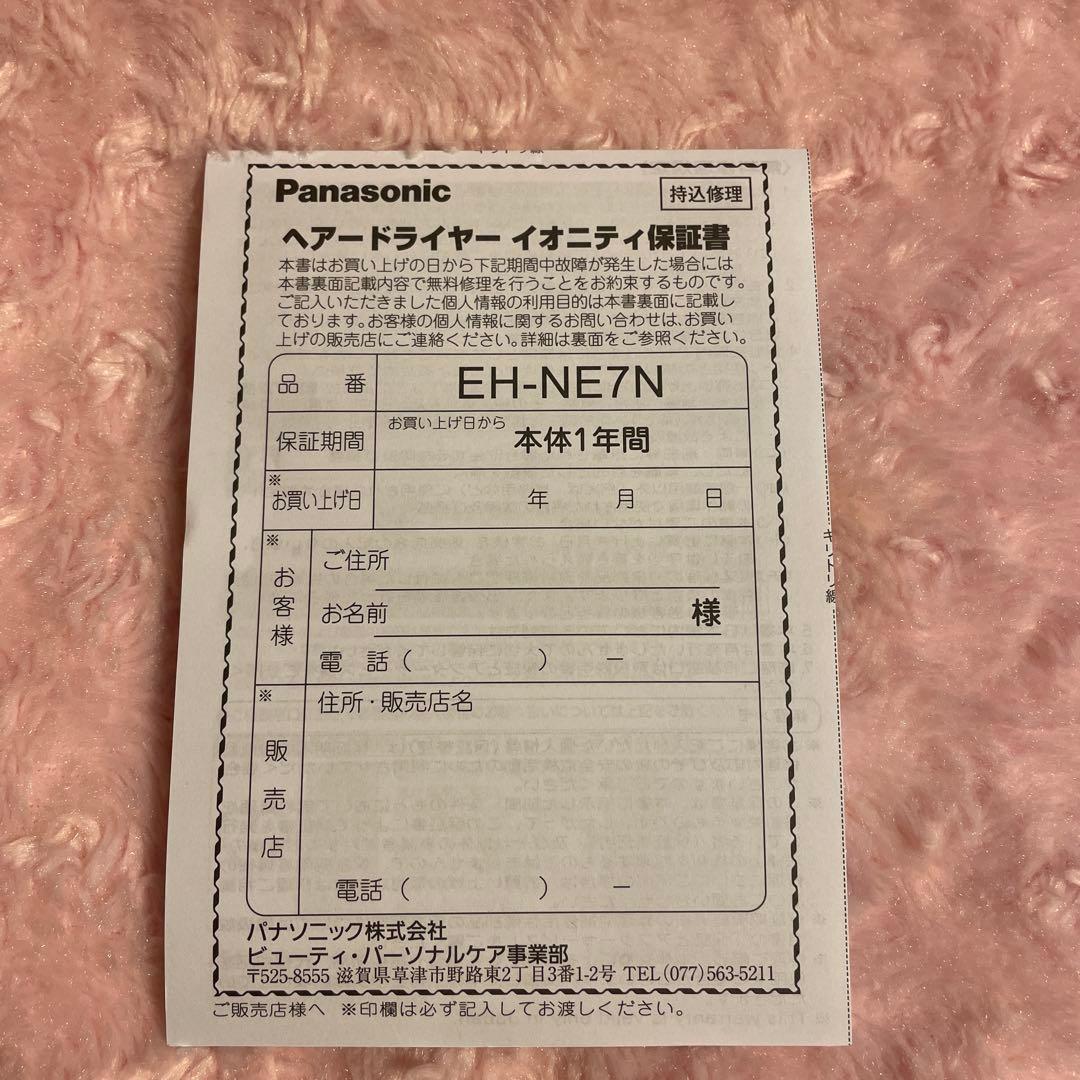 Panasonic
持込修理
ヘアードライヤー イオニティ保証書
本書はお買い上げの日から下記期間中故障が発生した場合には
本書裏面記載内容で無料修理を行うことをお約束するものです。
ご記入いただきました個人情報の利用目的は本書裏面に記載し
ております。お客様の個人情報に関するお問い合わせは、お買い
上げの販売店にご連絡ください。詳細は裏面をご参照ください。
品 番 EH-NE7N
保証期間 お買い上げ日から 本体1年間
※お買い上げ日 年 月 日
※お客様
ご住所
お名前 様
電 話 ( ) ー
※販売店
住所・販売店名
電話 ( ) ー
パナソニック株式会社
ビューティ・パーソナルケア事業部
〒525-8555 滋賀県草津市野路東2丁目3番1-2号 TEL (077) 563-5211
ご販売店様へ ※印欄は必ず記入してお渡しください。
キリトリ線